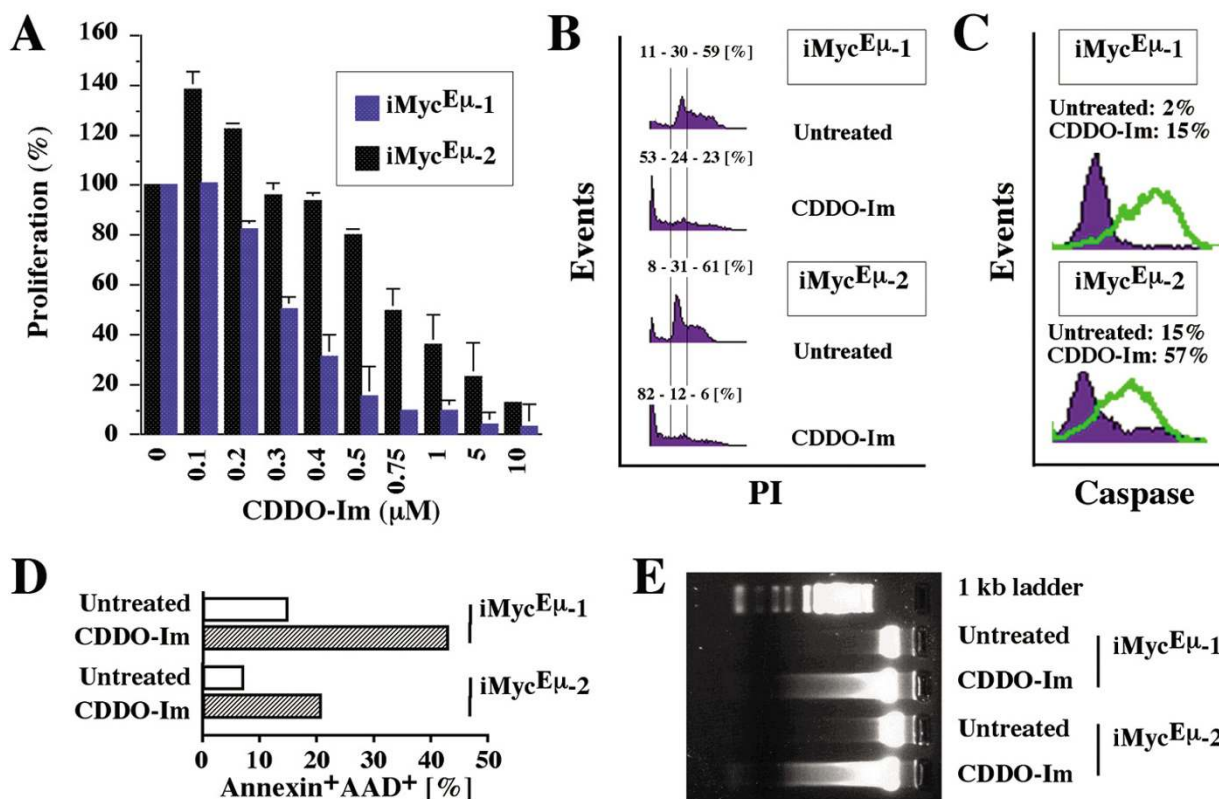 A
160
140
120
100
80
60
40
20
0
Proliferation (%)
iMycEμ-1
iMycEμ-2
0
0.1
0.2
0.3
0.4
0.5
0.75
1
5
10
CDDO-Im (μM)
B
Events
11 - 30 - 59 [%]
iMycEμ-1
Untreated
53 - 24 - 23 [%]
CDDO-Im
8 - 31 - 61 [%]
iMycEμ-2
Untreated
82 - 12 - 6 [%]
CDDO-Im
PI
C
Events
iMycEμ-1
Untreated: 2%
CDDO-Im: 15%
iMycEμ-2
Untreated: 15%
CDDO-Im: 57%
Caspase
D
Untreated
CDDO-Im
iMycEμ-1
Untreated
CDDO-Im
iMycEμ-2
0
10
20
30
40
50
Annexin+AAD+ [%]
E
1 kb ladder
Untreated
CDDO-Im
iMycEμ-1
Untreated
CDDO-Im
iMycEμ-2